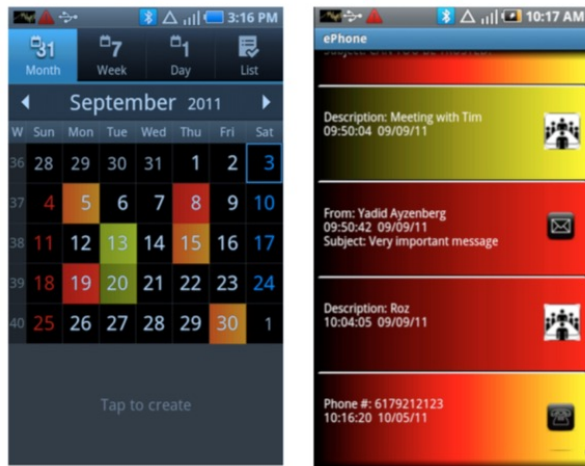 3:16 PM
31 7 1
Month Week Day List
September 2011
W Sun Mon Tue Wed Thu Fri Sat
36 28 29 30 31 1 2 3
37 4 5 6 7 8 9 10
38 11 12 13 14 15 16 17
39 18 19 20 21 22 23 24
40 25 26 27 28 29 30 1
Tap to create
10:17 AM
ePhone
Subject: CAN YOU BE TRUSTED.
Description: Meeting with Tim
09:50:04 09/09/11
From: Yadid Ayzenberg
09:50:42 09/09/11
Subject: Very important message
Description: Roz
10:04:05 09/09/11
Phone #: 6179212123
10:16:20 10/05/11